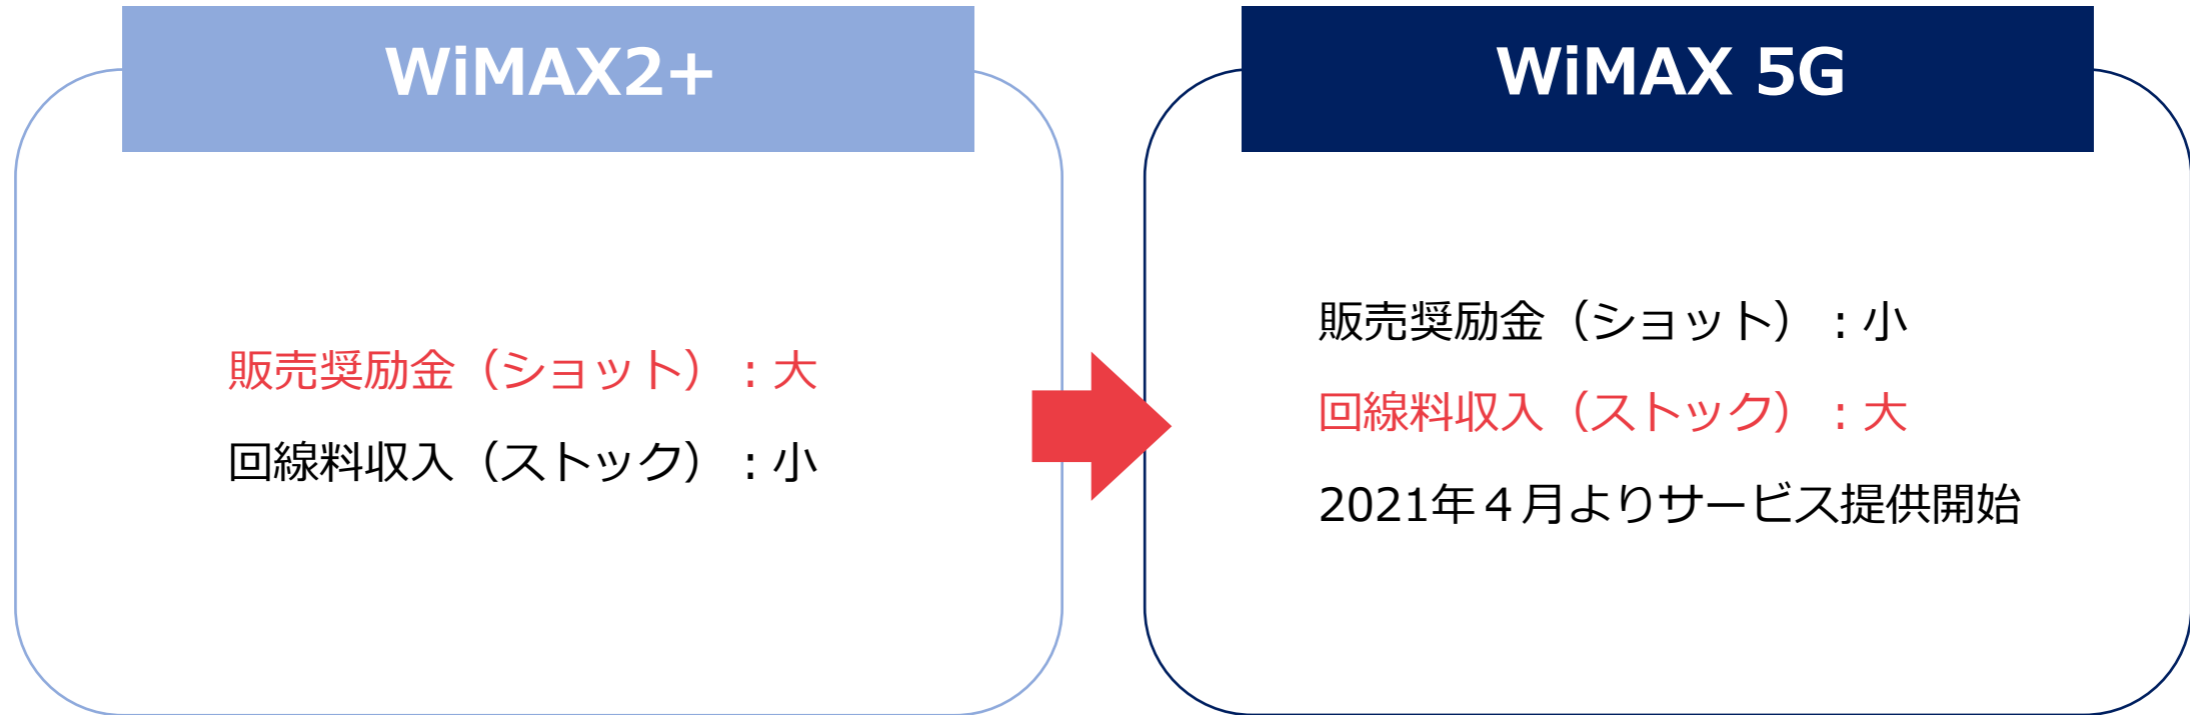 WiMAX2+
販売奨励金（ショット）：大
回線料収入（ストック）：小
WiMAX 5G
販売奨励金（ショット）：小
回線料収入（ストック）：大
2021年４月よりサービス提供開始